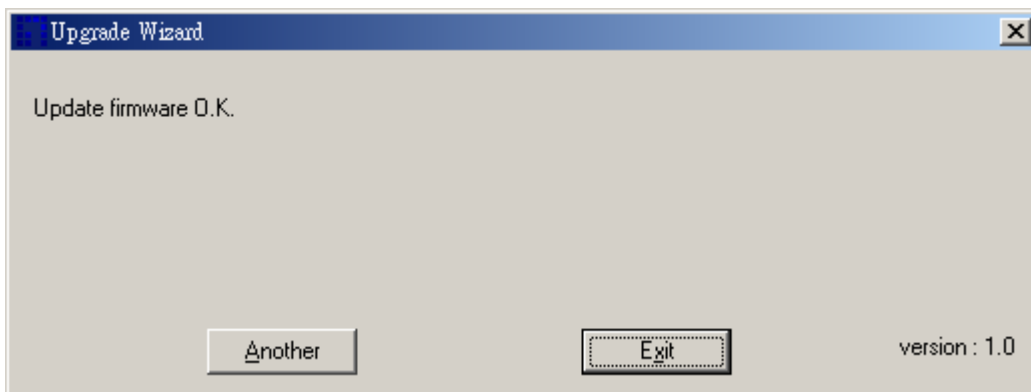 Upgrade Wizard
Update firmware O.K.
Another
Exit
version : 1.0